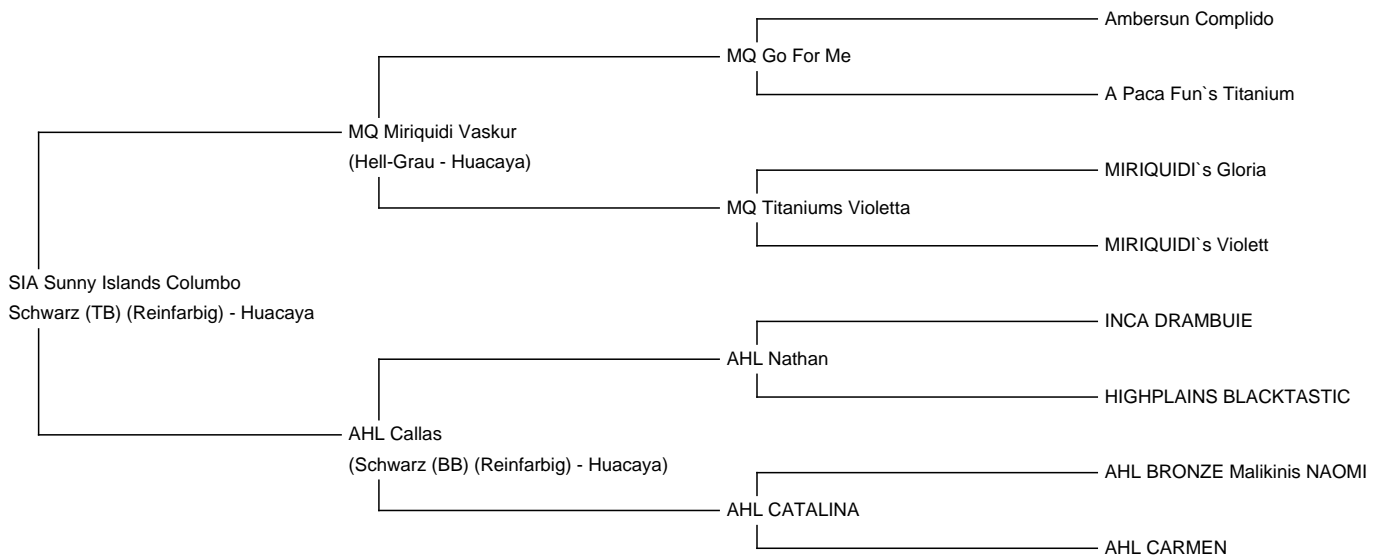 Ambersun Complido
MQ Go For Me
A Paca Fun`s Titanium
MQ Miriquidi Vaskur
(Hell-Grau - Huacaya)
MIRIQUIDI`s Gloria
MQ Titaniums Violetta
MIRIQUIDI`s Violett
SIA Sunny Islands Columbo
Schwarz (TB) (Reinfarbig) - Huacaya
INCA DRAMBUIE
AHL Nathan
HIGHPLAINS BLACKTASTIC
AHL Callas
(Schwarz (BB) (Reinfarbig) - Huacaya)
AHL BRONZE Malikinis NAOMI
AHL CATALINA
AHL CARMEN